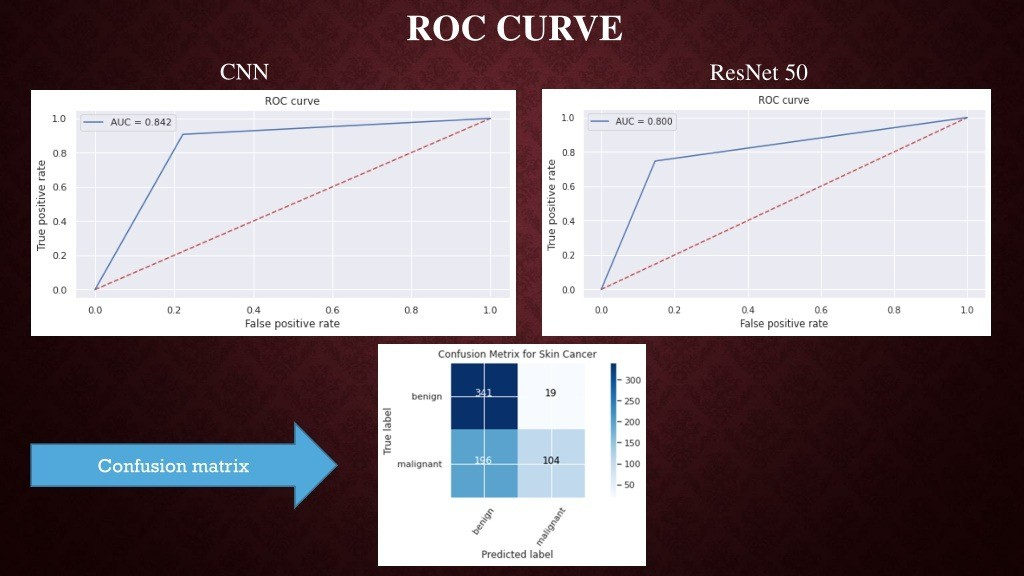 ROC CURVE
CNN
ResNet 50
ROC curve
AUC = 0.842
1.0
0.8
0.6
0.4
0.2
0.0
True positive rate
0.0 0.2 0.4 0.6 0.8 1.0
False positive rate
ROC curve
AUC = 0.800
1.0
0.8
0.6
0.4
0.2
0.0
True positive rate
0.0 0.2 0.4 0.6 0.8 1.0
False positive rate
Confusion matrix
Confusion Metrix for Skin Cancer
True label
benign 341 19
malignant 196 104
benign malignant
Predicted label
300
250
200
150
100
50